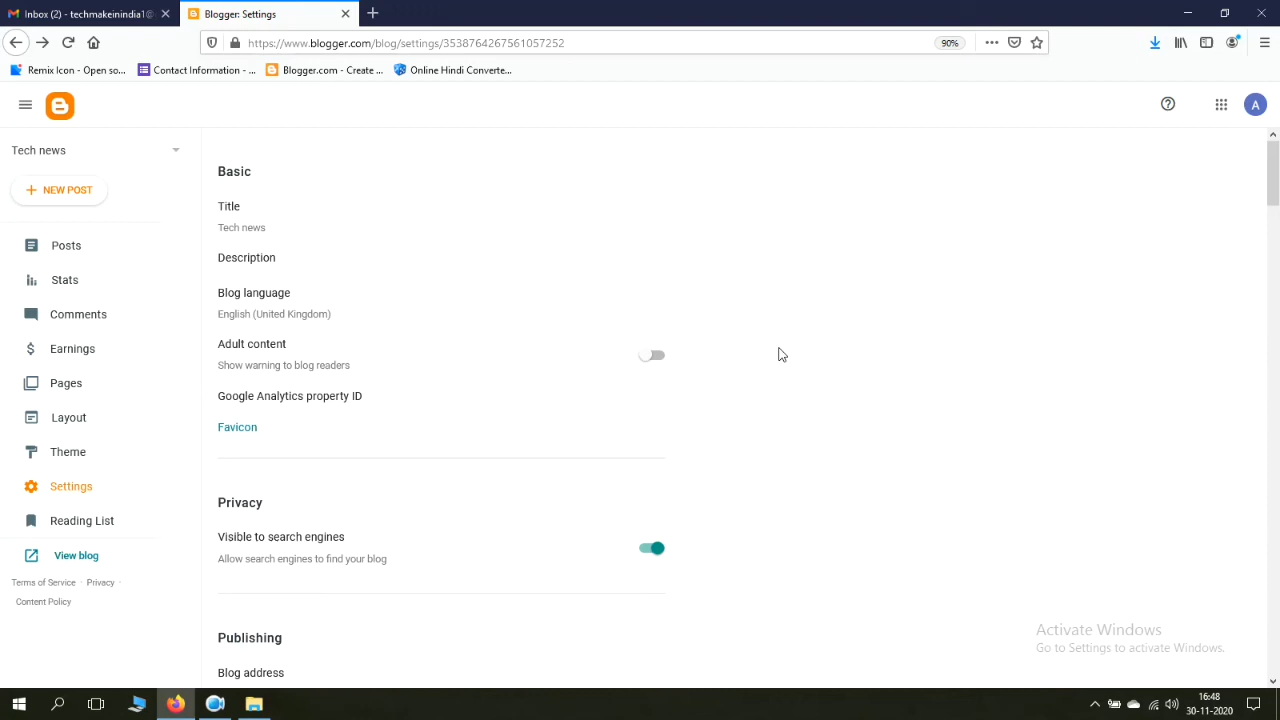 Inbox (2) - techmakeindia1@
Blogger: Settings
https://www.blogger.com/blog/settings/3538764267561057252
90%
Remix Icon - Open so...
Contact Information - ...
Blogger.com - Create ...
Online Hindi Converte...
A
Tech news
NEW POST
Posts
Stats
Comments
Earnings
Pages
Layout
Theme
Settings
Reading List
View blog
Terms of Service · Privacy ·
Content Policy
Basic
Title
Tech news
Description
Blog language
English (United Kingdom)
Adult content
Show warning to blog readers
Google Analytics property ID
Favicon
Privacy
Visible to search engines
Allow search engines to find your blog
Publishing
Blog address
Activate Windows
Go to Settings to activate Windows.
16:48
30-11-2020